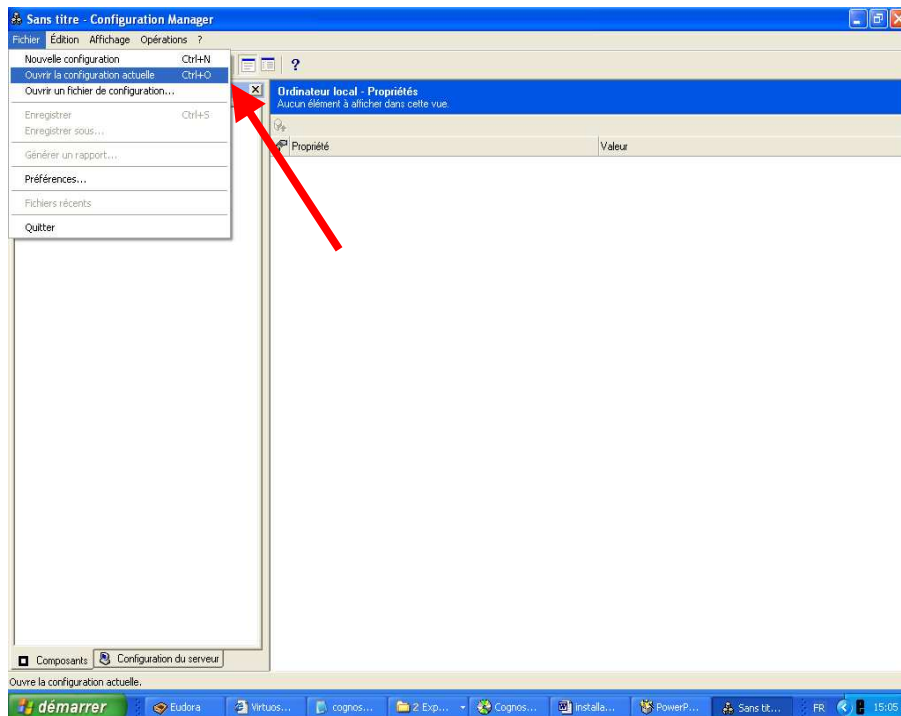 Sans titre - Configuration Manager
Fichier Édition Affichage Opérations ?
Nouvelle configuration Ctrl+N
Ouvrir la configuration actuelle Ctrl+O
Ouvrir un fichier de configuration...
Enregistrer Ctrl+S
Enregistrer sous...
Générer un rapport...
Préférences...
Fichiers récents
Quitter
?
Ordinateur local - Propriétés
Aucun élément à afficher dans cette vue.
Propriété Valeur
Composants Configuration du serveur
Ouvre la configuration actuelle.
démarrer Eudora Virtuos... cognos... 2 Exp... Cognos... installa... PowerP... Sans tit... FR 15:05